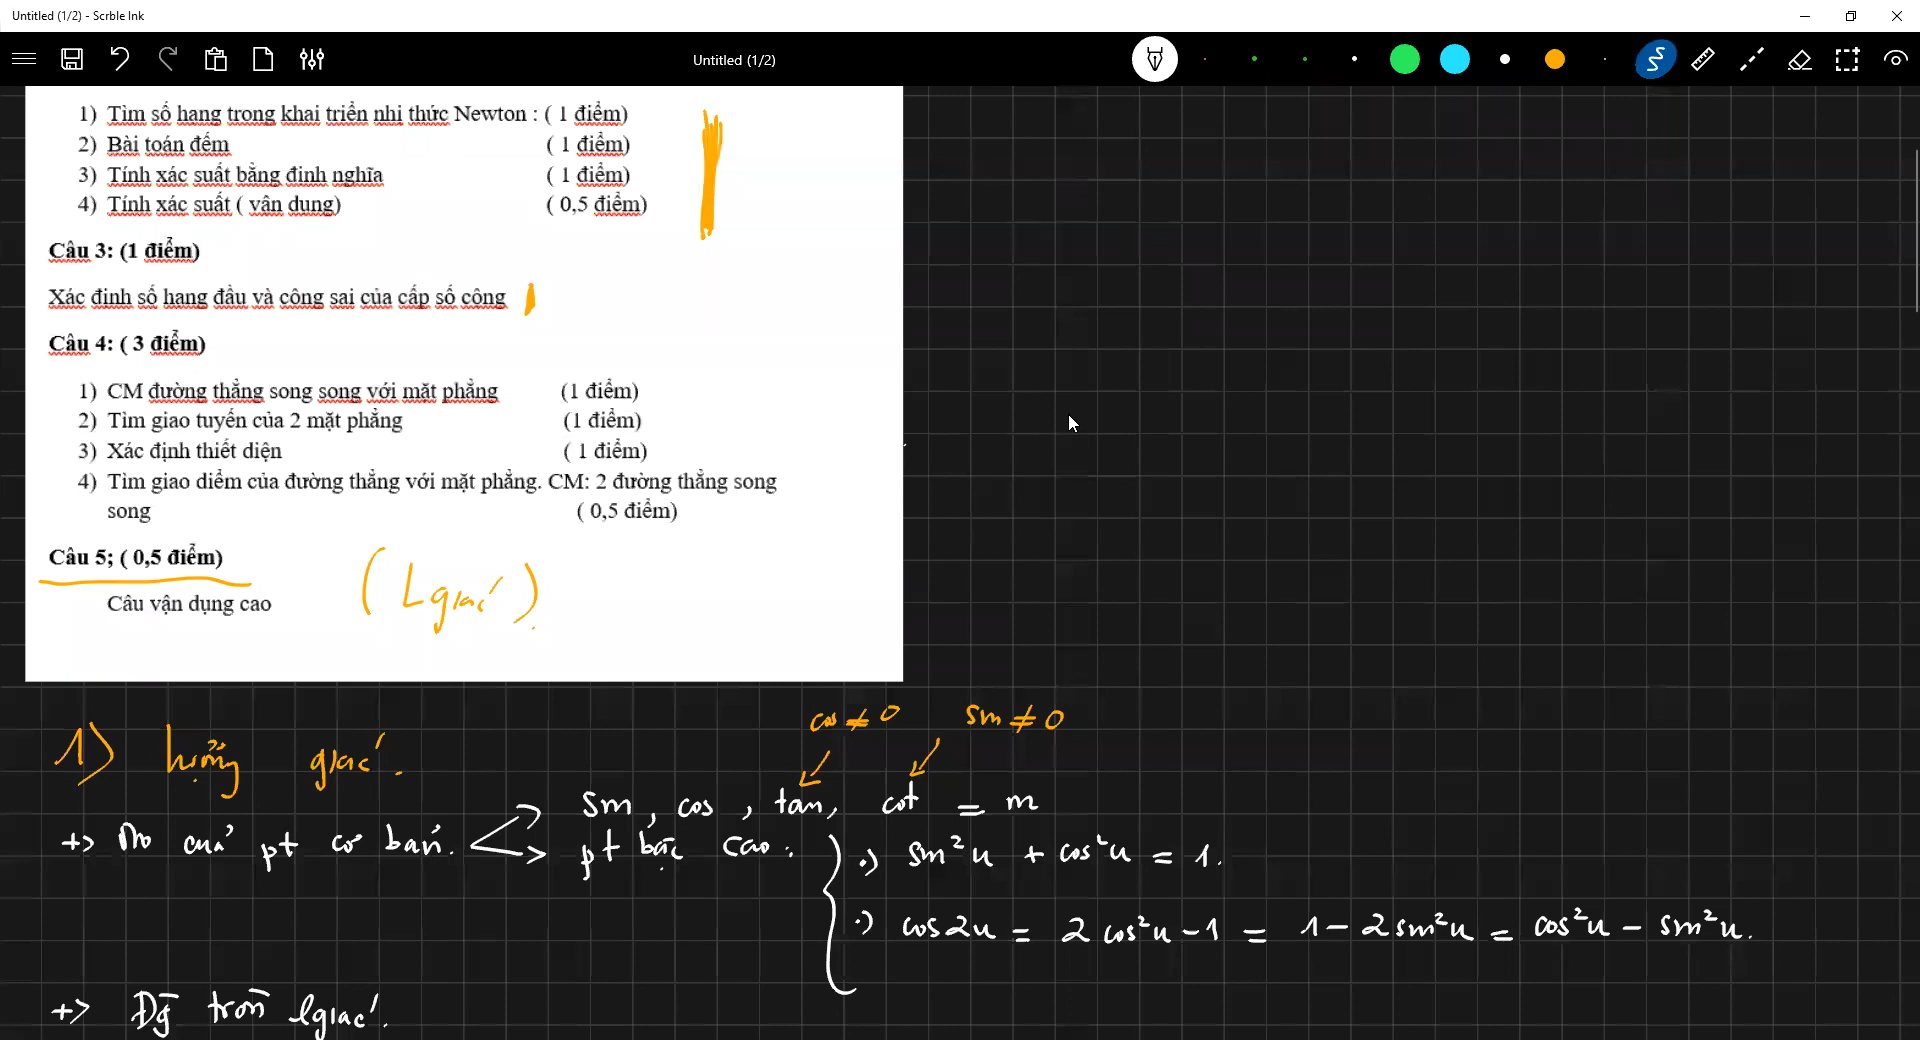 Untitled (1/2) - Scrble Ink
Untitled (1/2)
1) Tìm số hạng trong khai triển nhị thức Newton : ( 1 điểm)
2) Bài toán đếm ( 1 điểm)
3) Tính xác suất bằng định nghĩa ( 1 điểm)
4) Tính xác suất ( vận dụng) ( 0,5 điểm)
Câu 3: (1 điểm)
Xác định số hạng đầu và công sai của cấp số cộng
Câu 4: ( 3 điểm)
1) CM đường thẳng song song với mặt phẳng (1 điểm)
2) Tìm giao tuyến của 2 mặt phẳng (1 điểm)
3) Xác định thiết diện ( 1 điểm)
4) Tìm giao diểm của đường thẳng với mặt phẳng. CM: 2 đường thẳng song
song ( 0,5 điểm)
Câu 5; ( 0,5 điểm)
Câu vận dụng cao
( Lgiác )
cos ≠ 0 sin ≠ 0
1) lượng giác.
sin, cos, tan, cot = m
+> pt cơ bản.
pt bậc cao.
·) sin²u + cos²u = 1.
·) cos2u = 2cos²u - 1 = 1 - 2sin²u = cos²u - sin²u.
+> Đg tròn lgiác.